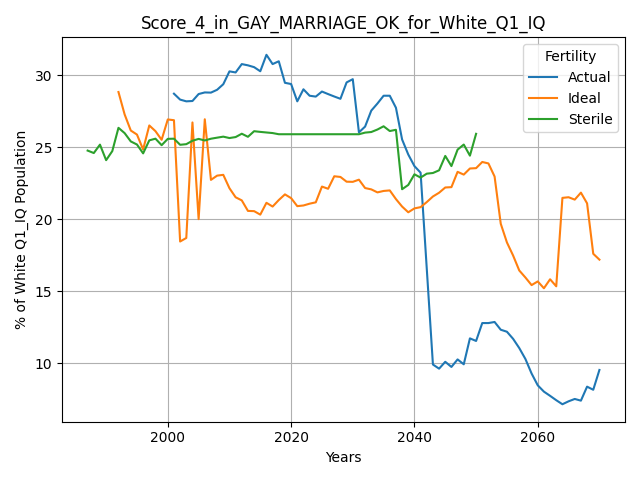 Score_4_in_GAY_MARRIAGE_OK_for_White_Q1_IQ
Fertility
Actual
Ideal
Sterile
% of White Q1_IQ Population
30
25
20
15
10
2000
2020
2040
2060
Years